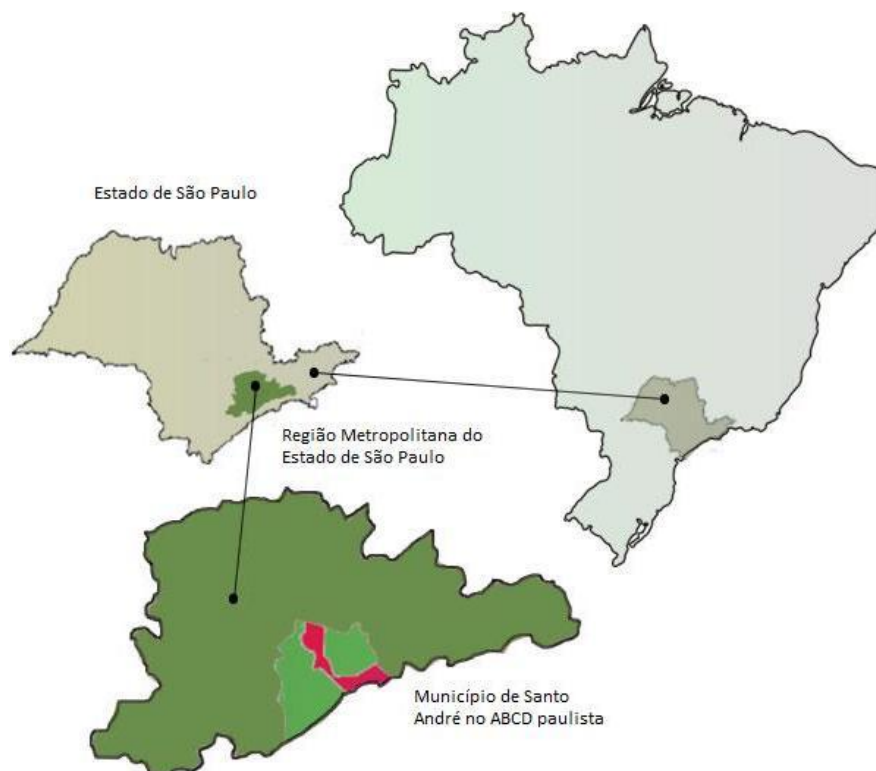 Estado de São Paulo
Região Metropolitana do
Estado de São Paulo
Município de Santo
André no ABCD paulista